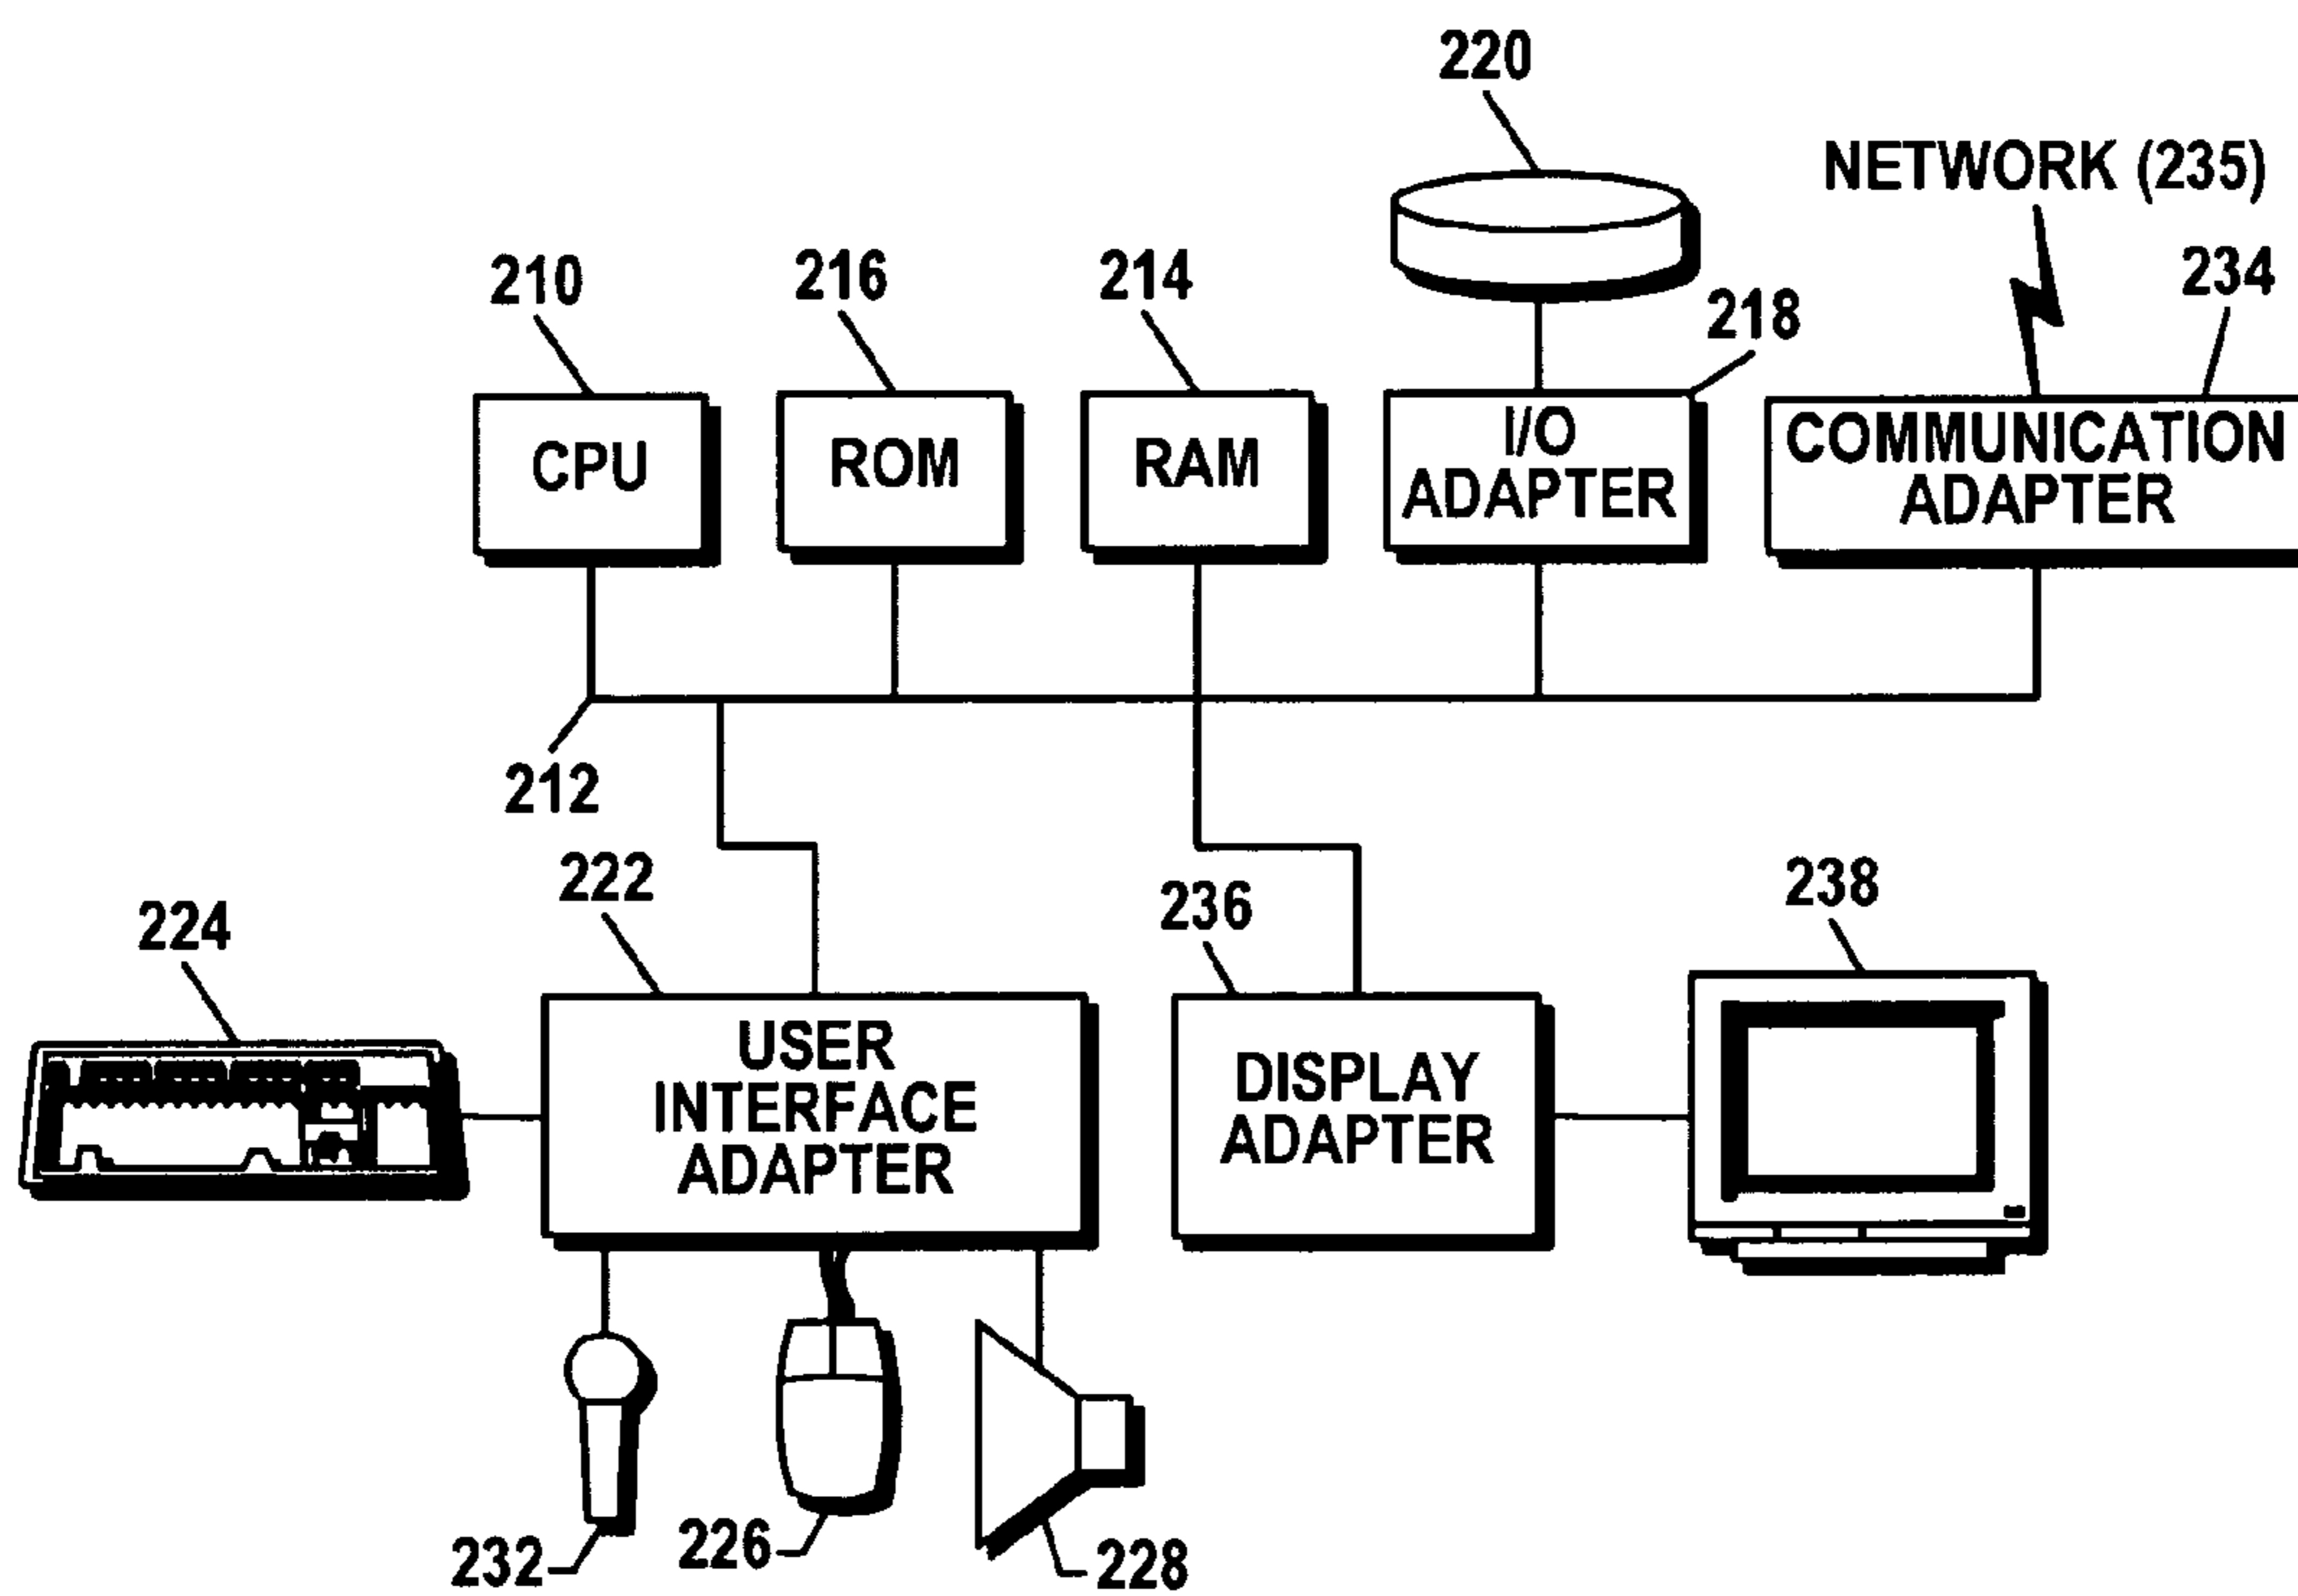 220
NETWORK (235)
210
216
214
218
234
CPU
ROM
RAM
I/O
ADAPTER
COMMUNICATION
ADAPTER
212
222
224
236
238
USER
INTERFACE
ADAPTER
DISPLAY
ADAPTER
232
226
228